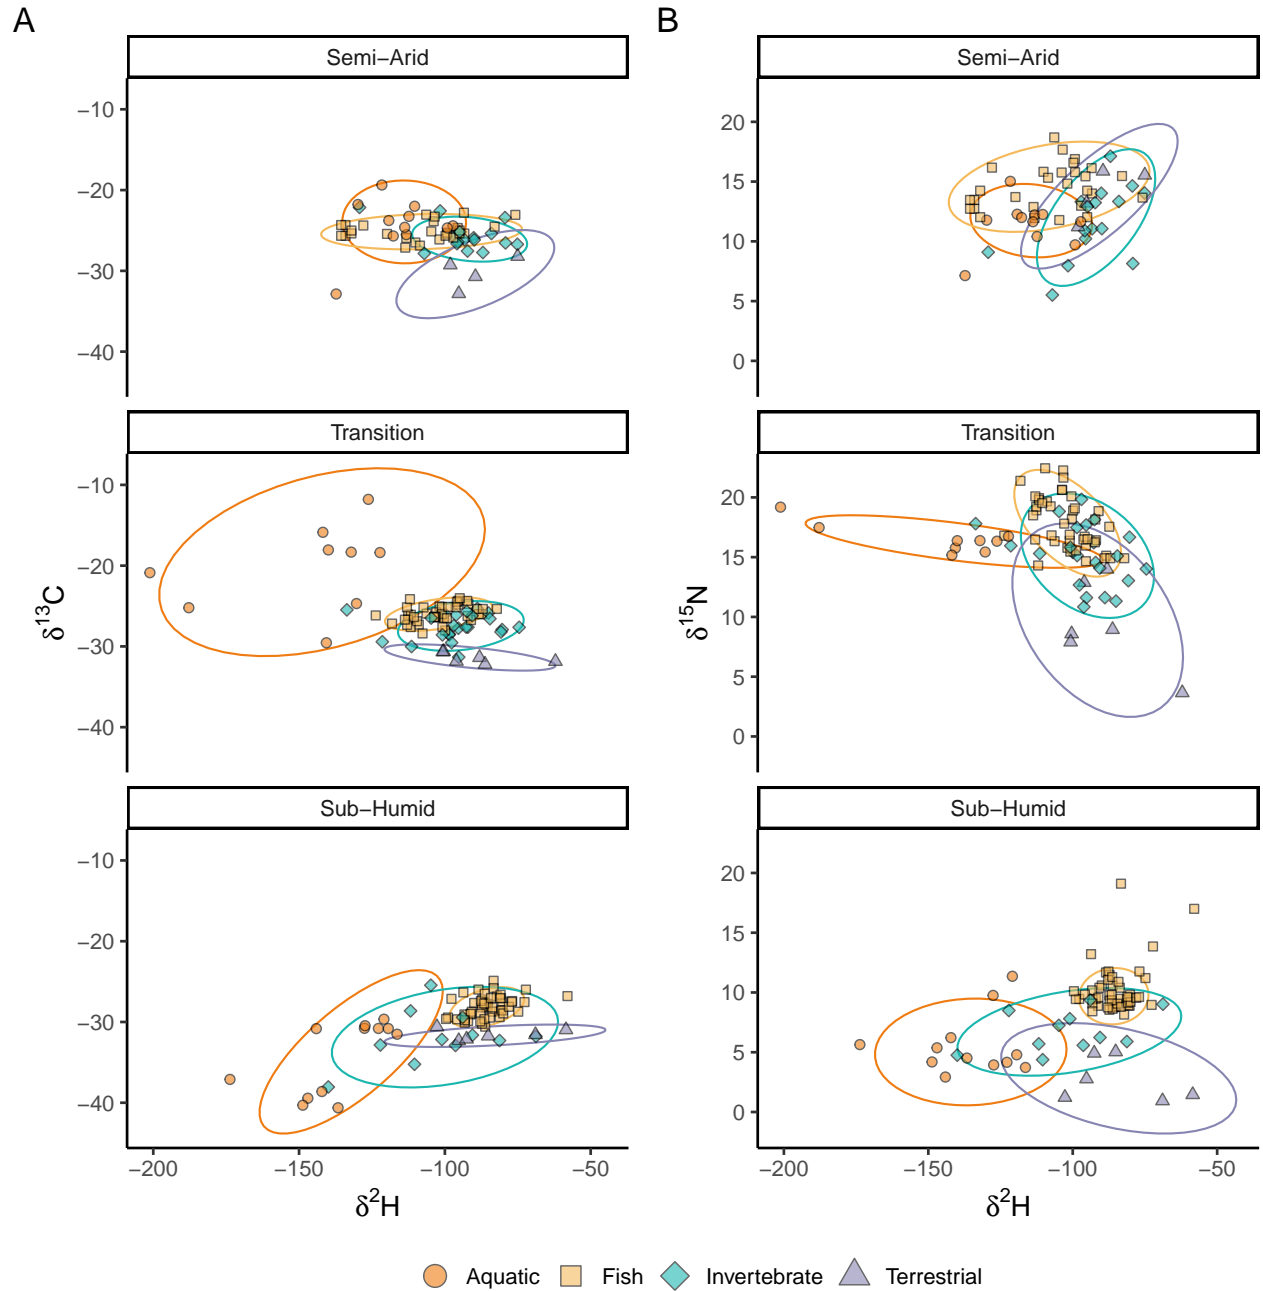 A
B
Semi−Arid
Semi−Arid
−10
−20
−30
−40
20
15
10
5
0
Transition
Transition
−10
−20
−30
−40
20
15
10
5
0
δ¹³C
δ¹⁵N
Sub−Humid
Sub−Humid
−10
−20
−30
−40
20
15
10
5
0
−200 −150 −100 −50
−200 −150 −100 −50
δ²H
δ²H
Aquatic Fish Invertebrate Terrestrial